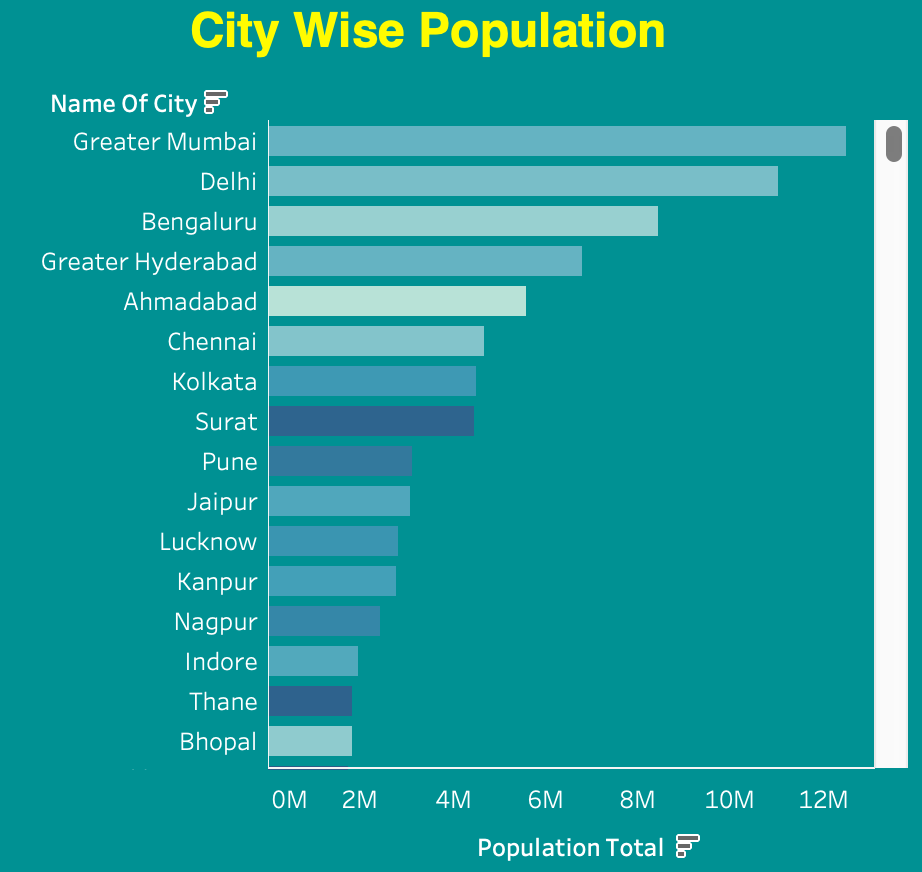 City Wise Population
Name Of City
Greater Mumbai
Delhi
Bengaluru
Greater Hyderabad
Ahmadabad
Chennai
Kolkata
Surat
Pune
Jaipur
Lucknow
Kanpur
Nagpur
Indore
Thane
Bhopal
0M 2M 4M 6M 8M 10M 12M
Population Total